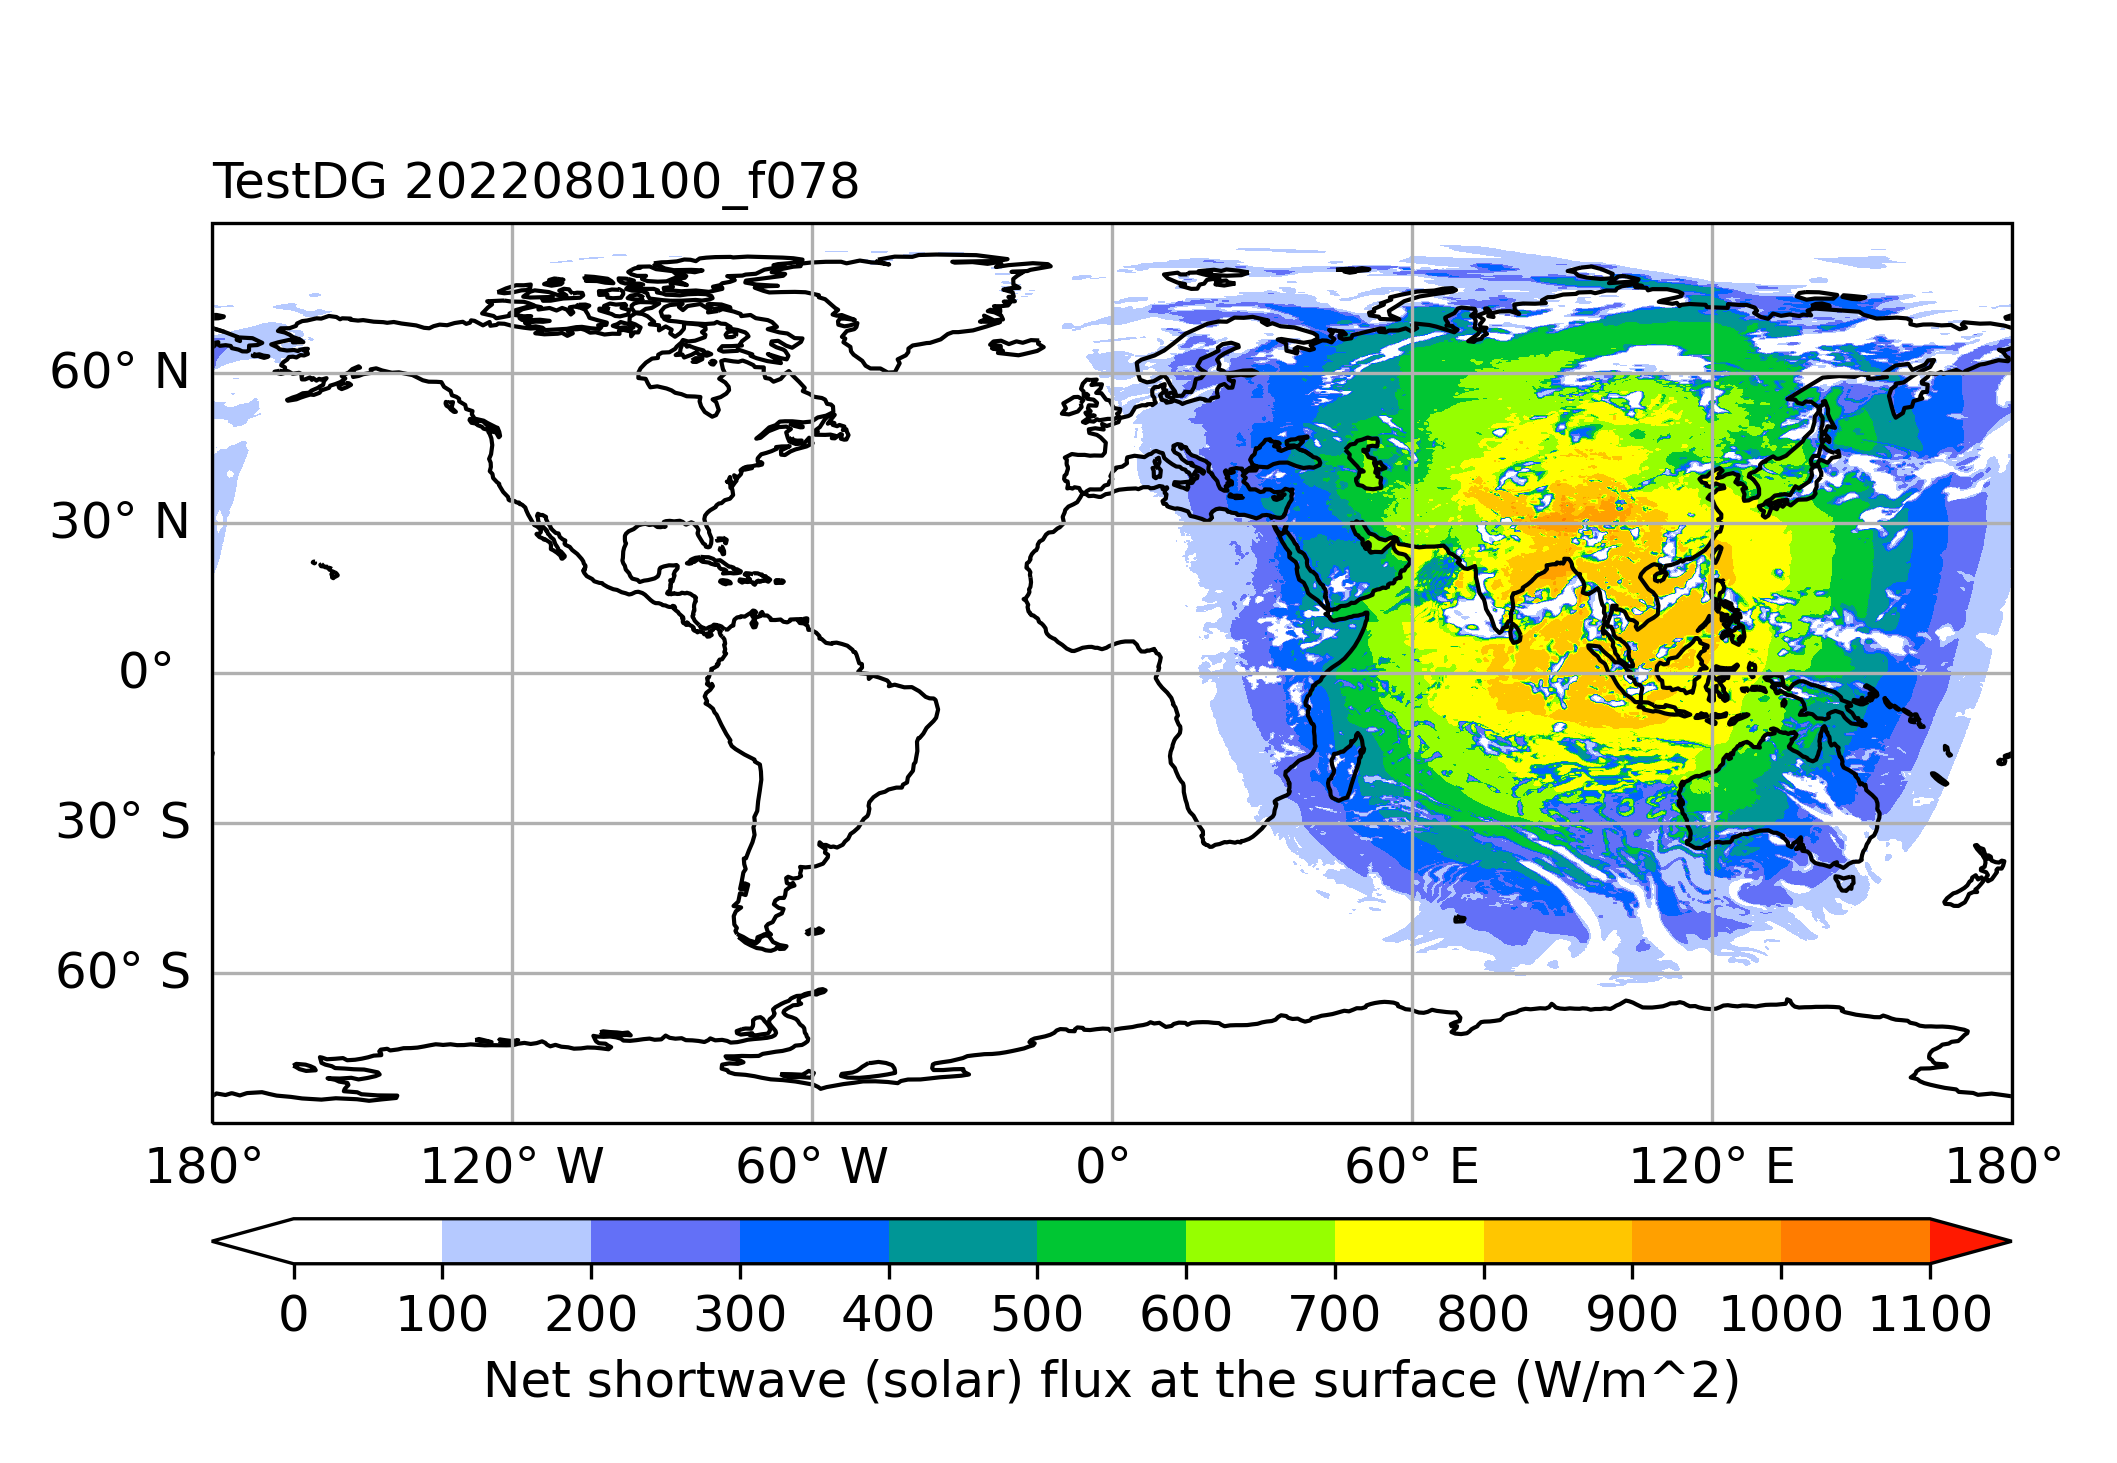 TestDG 2022080100_f078
60° N
30° N
0°
30° S
60° S
180° 120° W 60° W 0° 60° E 120° E 180°
0 100 200 300 400 500 600 700 800 900 1000 1100
Net shortwave (solar) flux at the surface (W/m^2)